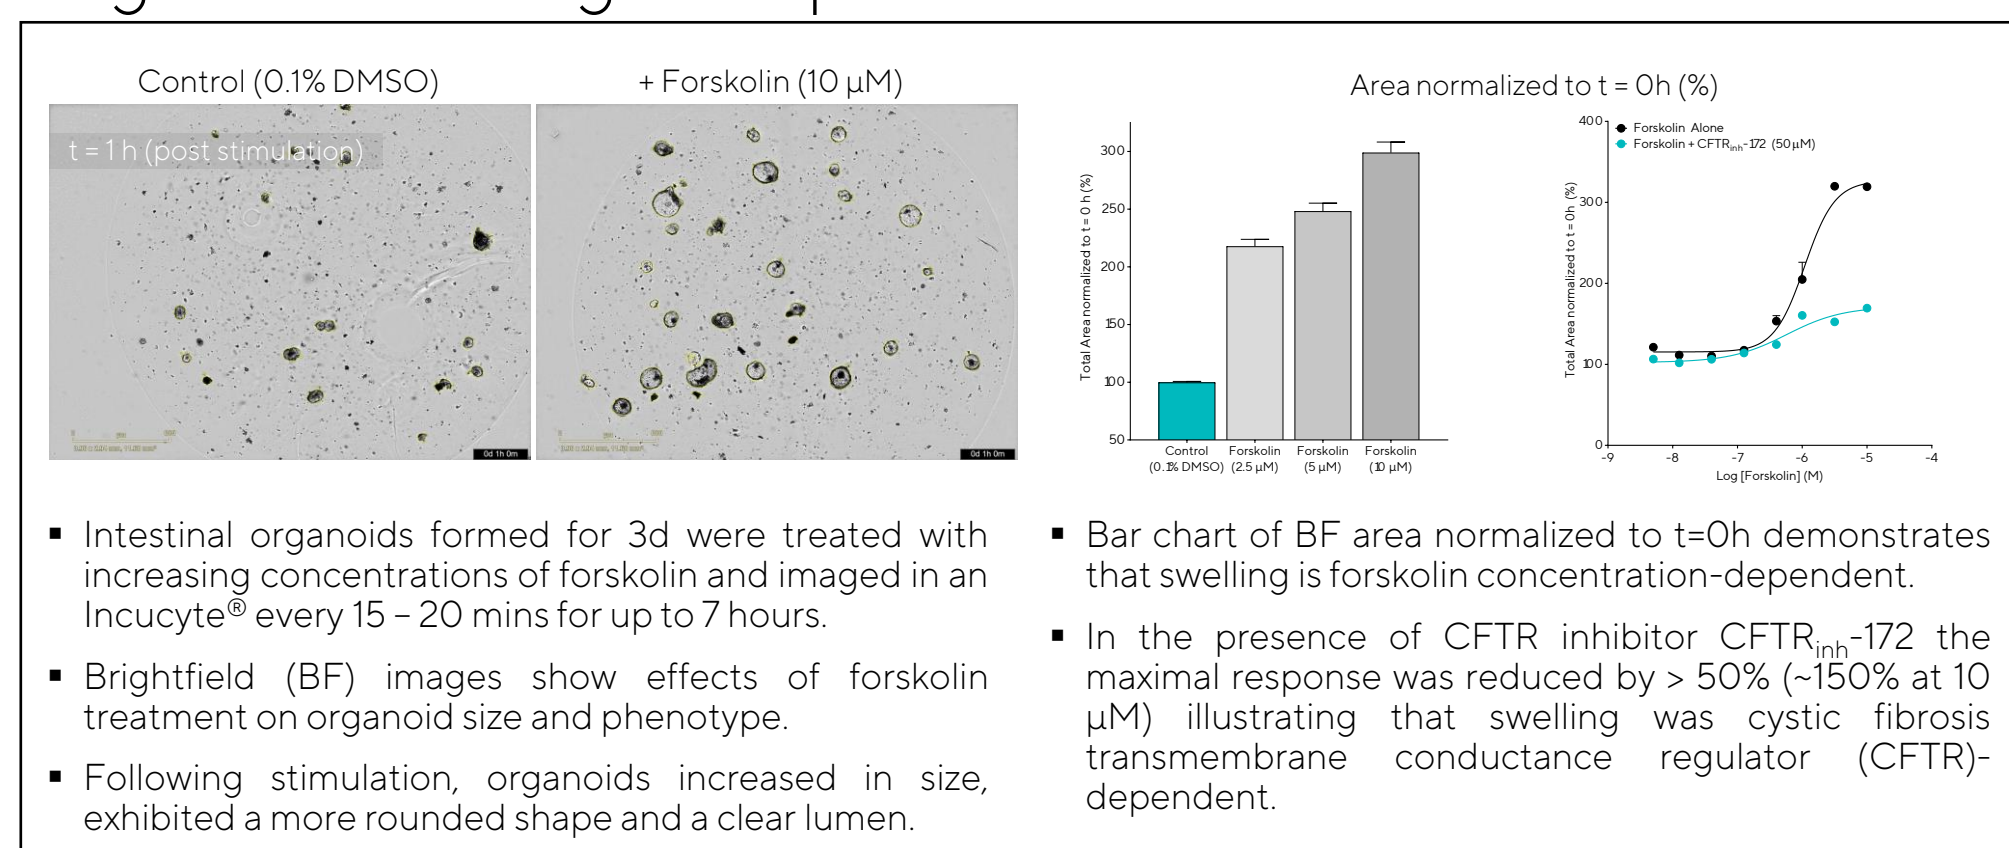 Control (0.1% DMSO)
+ Forskolin (10 µM)
t = 1 h (post stimulation)
0d 1h 0m
0d 1h 0m
Area normalized to t = 0h (%)
Total Area normalized to t = 0 h (%)
300
250
200
150
100
50
Control
(0.1% DMSO)
Forskolin
(2.5 µM)
Forskolin
(5 µM)
Forskolin
(10 µM)
Total Area normalized to t = 0h (%)
400
300
200
100
0
Forskolin Alone
Forskolin + CFTRinh-172 (50 µM)
-9 -8 -7 -6 -5 -4
Log [Forskolin] (M)
▪ Intestinal organoids formed for 3d were treated with
increasing concentrations of forskolin and imaged in an
Incucyte® every 15 – 20 mins for up to 7 hours.
▪ Brightfield (BF) images show effects of forskolin
treatment on organoid size and phenotype.
▪ Following stimulation, organoids increased in size,
exhibited a more rounded shape and a clear lumen.
▪ Bar chart of BF area normalized to t=0h demonstrates
that swelling is forskolin concentration-dependent.
▪ In the presence of CFTR inhibitor CFTRinh-172 the
maximal response was reduced by > 50% (~150% at 10
µM) illustrating that swelling was cystic fibrosis
transmembrane conductance regulator (CFTR)-
dependent.